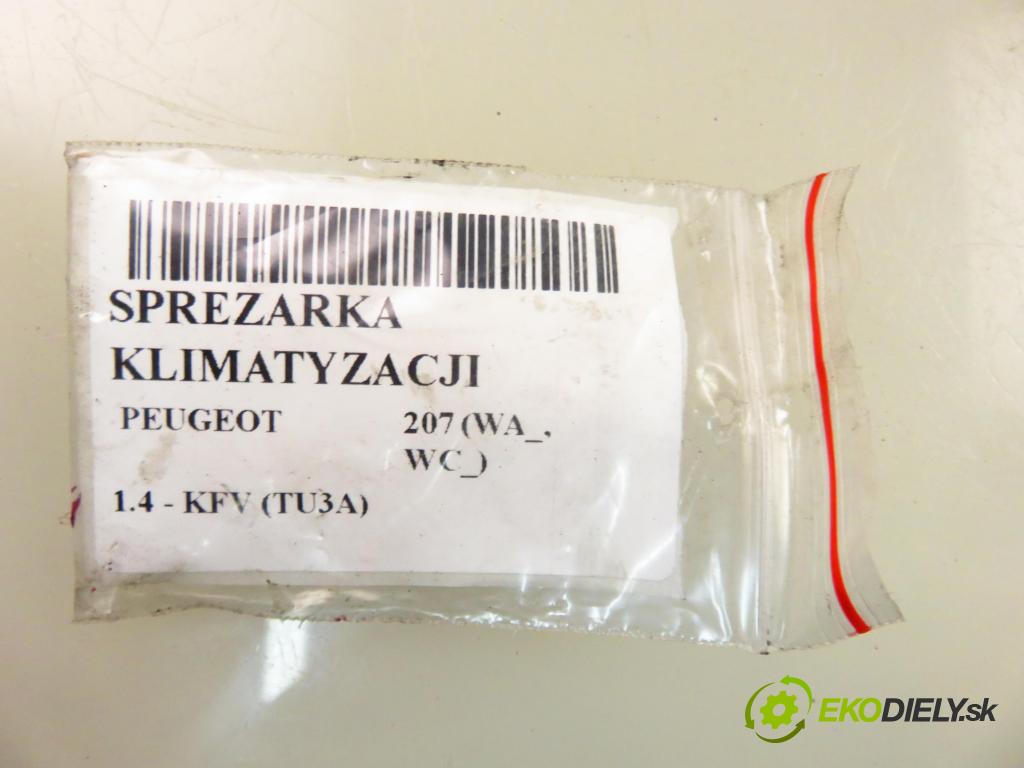 SPREZARKA
KLIMATYZACJI
PEUGEOT 207 (WA_,
WC_)
1.4 - KFV (TU3A)
EKODIELY.sk